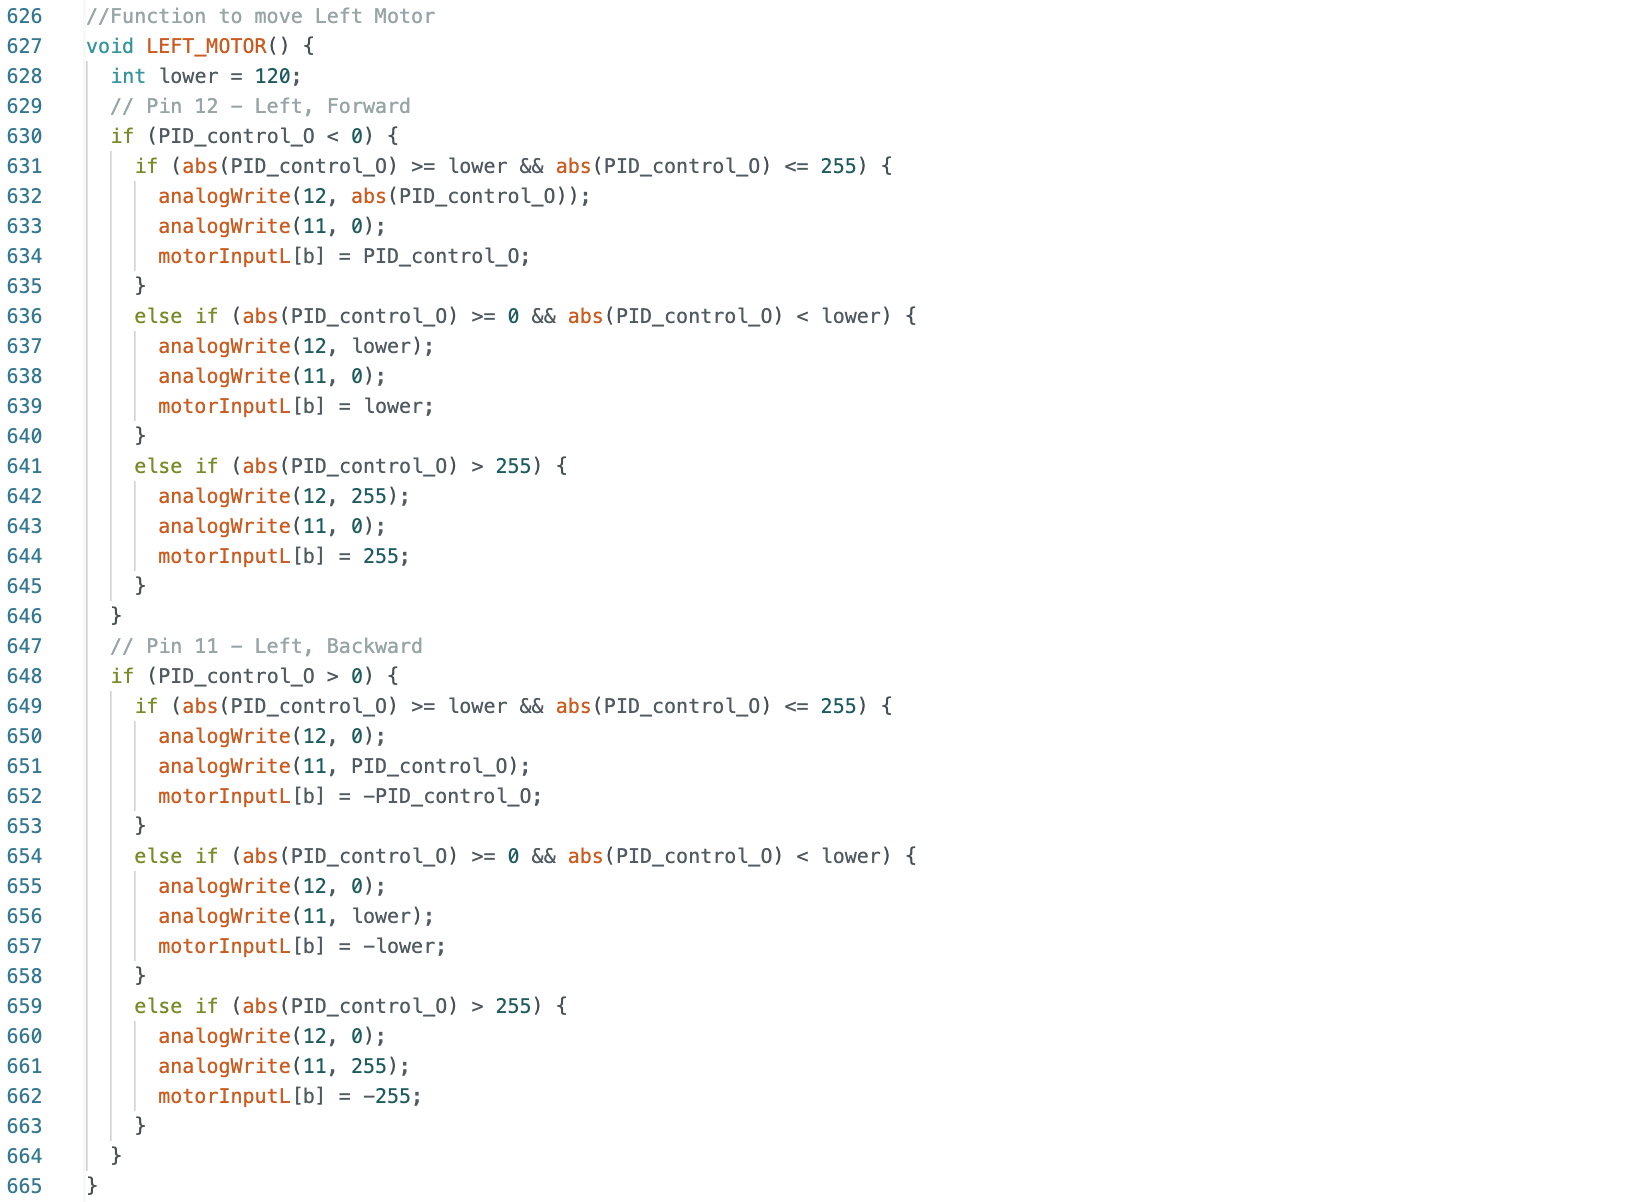 626 //Function to move Left Motor
627 void LEFT_MOTOR() {
628   int lower = 120;
629   // Pin 12 – Left, Forward
630   if (PID_control_O < 0) {
631     if (abs(PID_control_O) >= lower && abs(PID_control_O) <= 255) {
632       analogWrite(12, abs(PID_control_O));
633       analogWrite(11, 0);
634       motorInputL[b] = PID_control_O;
635     }
636     else if (abs(PID_control_O) >= 0 && abs(PID_control_O) < lower) {
637       analogWrite(12, lower);
638       analogWrite(11, 0);
639       motorInputL[b] = lower;
640     }
641     else if (abs(PID_control_O) > 255) {
642       analogWrite(12, 255);
643       analogWrite(11, 0);
644       motorInputL[b] = 255;
645     }
646   }
647   // Pin 11 – Left, Backward
648   if (PID_control_O > 0) {
649     if (abs(PID_control_O) >= lower && abs(PID_control_O) <= 255) {
650       analogWrite(12, 0);
651       analogWrite(11, PID_control_O);
652       motorInputL[b] = -PID_control_O;
653     }
654     else if (abs(PID_control_O) >= 0 && abs(PID_control_O) < lower) {
655       analogWrite(12, 0);
656       analogWrite(11, lower);
657       motorInputL[b] = -lower;
658     }
659     else if (abs(PID_control_O) > 255) {
660       analogWrite(12, 0);
661       analogWrite(11, 255);
662       motorInputL[b] = -255;
663     }
664   }
665 }